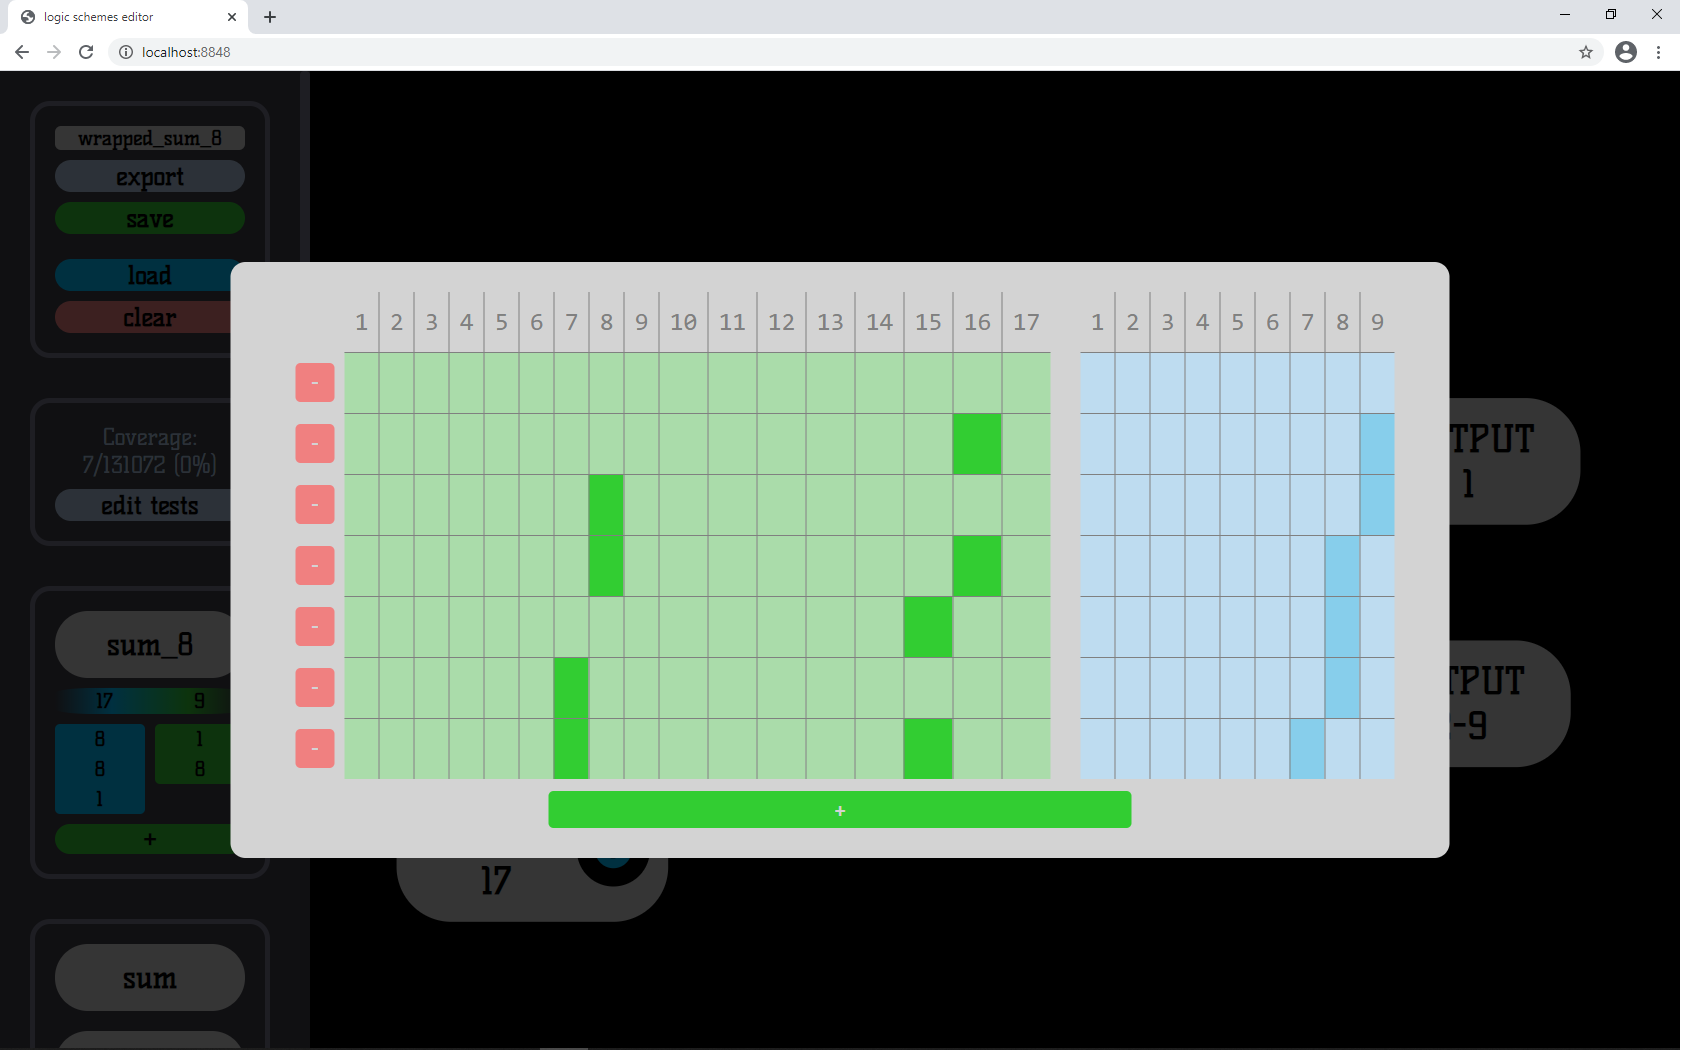 logic schemes editor
localhost:8848
wrapped_sum_8
export
save
load
clear
Coverage:
7/131072 (0%)
edit tests
sum_8
17 9
8 1
8 8
1
+
sum
1 2 3 4 5 6 7 8 9 10 11 12 13 14 15 16 17
1 2 3 4 5 6 7 8 9
-
-
-
-
-
-
-
+
17
TPUT
1
TPUT
-9